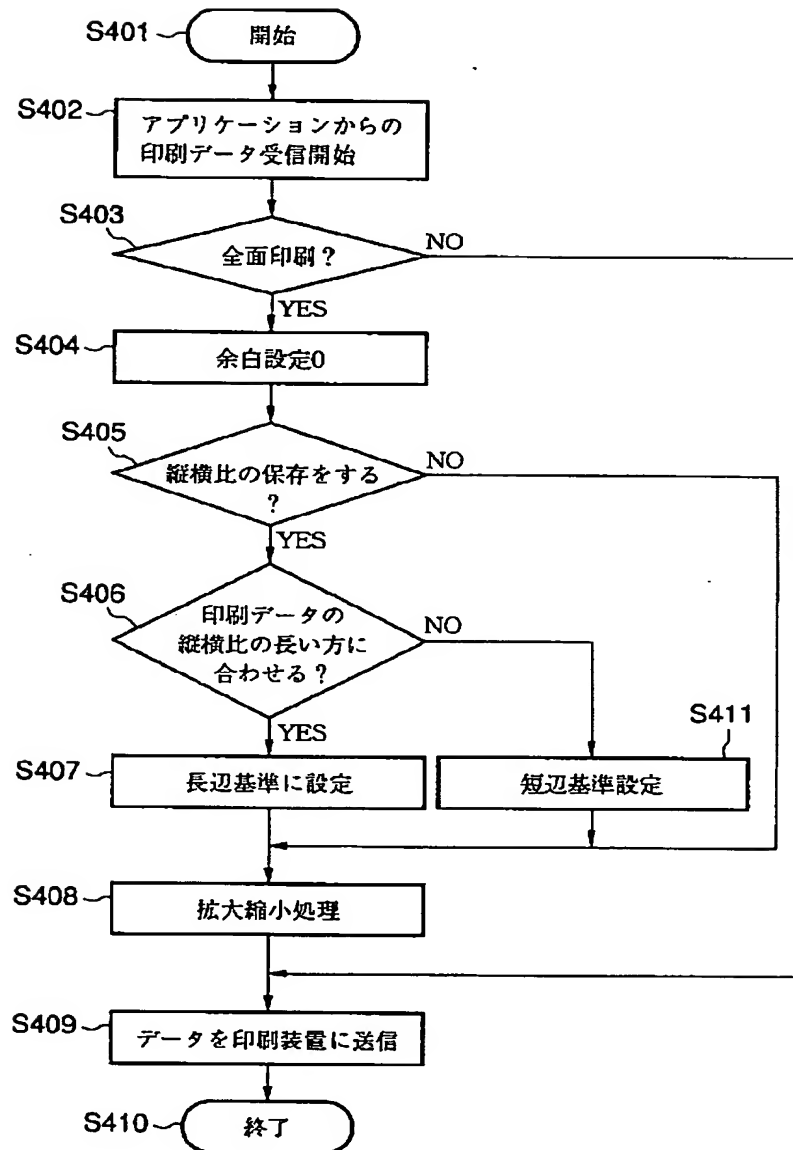 S401
開始
S402
アプリケーションからの
印刷データ受信開始
S403
全面印刷？
NO
YES
S404
余白設定0
S405
縦横比の保存をする
？
NO
YES
S406
印刷データの
縦横比の長い方に
合わせる？
NO
YES
S407
長辺基準に設定
S411
短辺基準設定
S408
拡大縮小処理
S409
データを印刷装置に送信
S410
終了